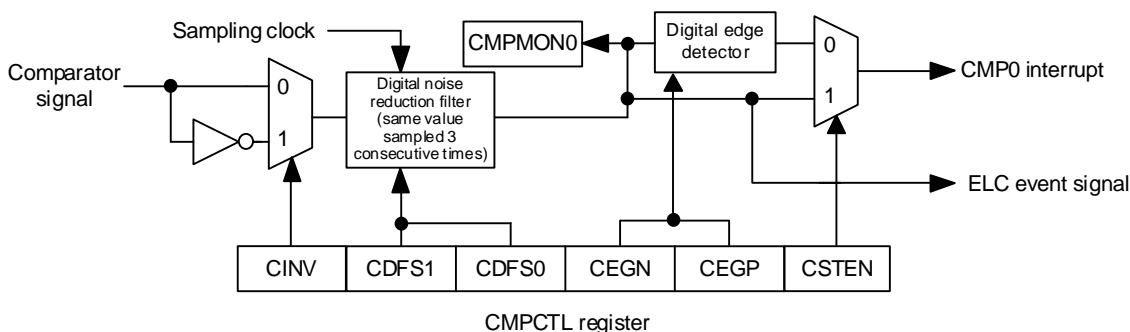 Sampling clock
CMPMON0
Digital edge
detector
0
1
CMP0 interrupt
Comparator
signal
0
1
Digital noise
reduction filter
(same value
sampled 3
consecutive times)
ELC event signal
CINV
CDFS1
CDFS0
CEGN
CEGP
CSTEN
CMPCTL register